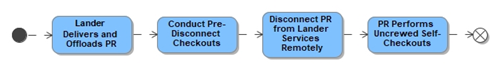 Lander
Delivers and
Offloads PR
Conduct Pre-
Disconnect
Checkouts
Disconnect PR
from Lander
Services
Remotely
PR Performs
Uncrewed Self-
Checkouts